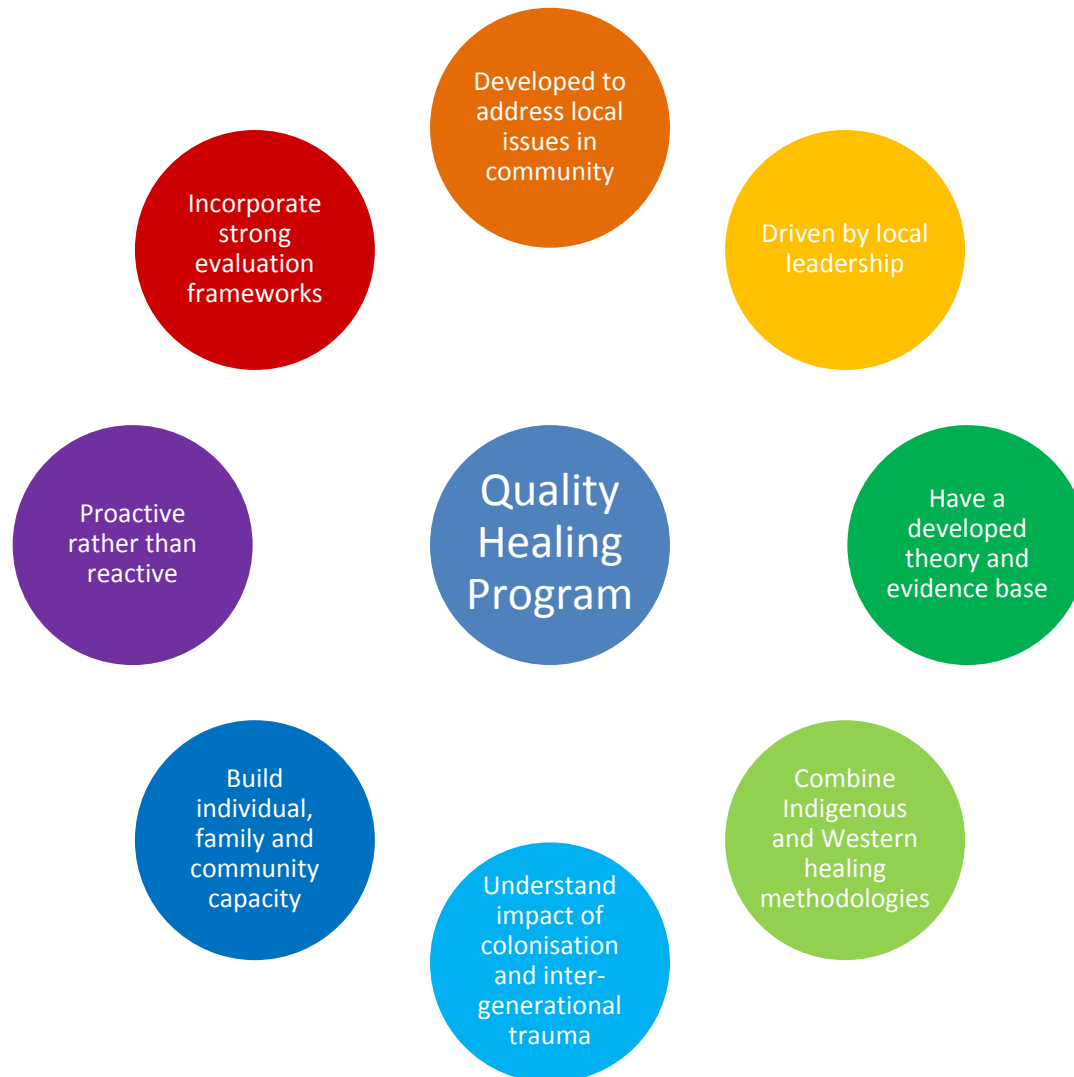 Developed to
address local
issues in
community
Driven by local
leadership
Have a
developed
theory and
evidence base
Combine
Indigenous
and Western
healing
methodologies
Understand
impact of
colonisation
and inter-
generational
trauma
Build
individual,
family and
community
capacity
Proactive
rather than
reactive
Incorporate
strong
evaluation
frameworks
Quality
Healing
Program